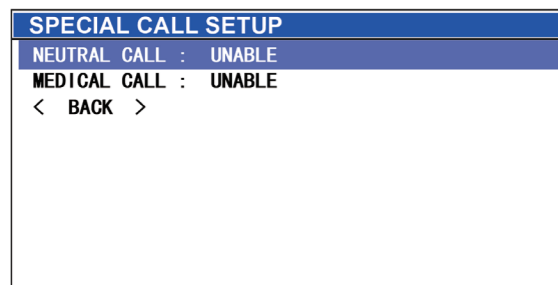 SPECIAL CALL SETUP
NEUTRAL CALL : UNABLE
MEDICAL CALL : UNABLE
< BACK >